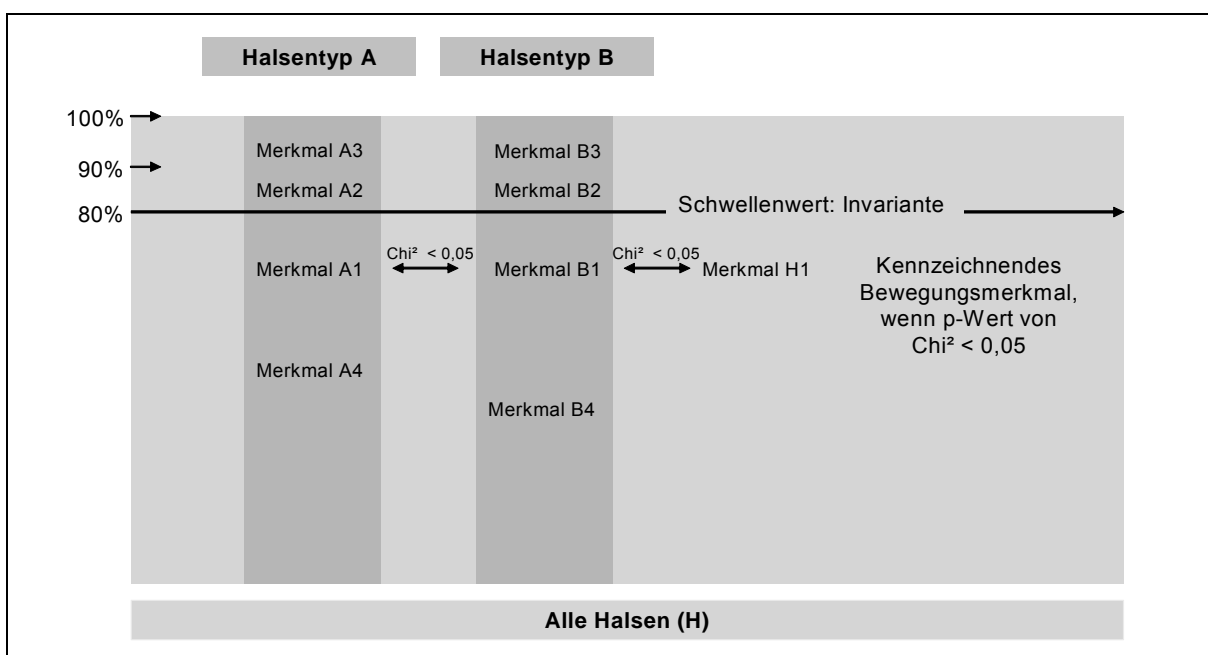 Halsentyp A
Halsentyp B
100%
90%
80%
Merkmal A3
Merkmal B3
Merkmal A2
Merkmal B2
Schwellenwert: Invariante
Merkmal A1
Chi² < 0,05
Merkmal B1
Chi² < 0,05
Merkmal H1
Kennzeichnendes
Bewegungsmerkmal,
wenn p-Wert von
Chi² < 0,05
Merkmal A4
Merkmal B4
Alle Halsen (H)